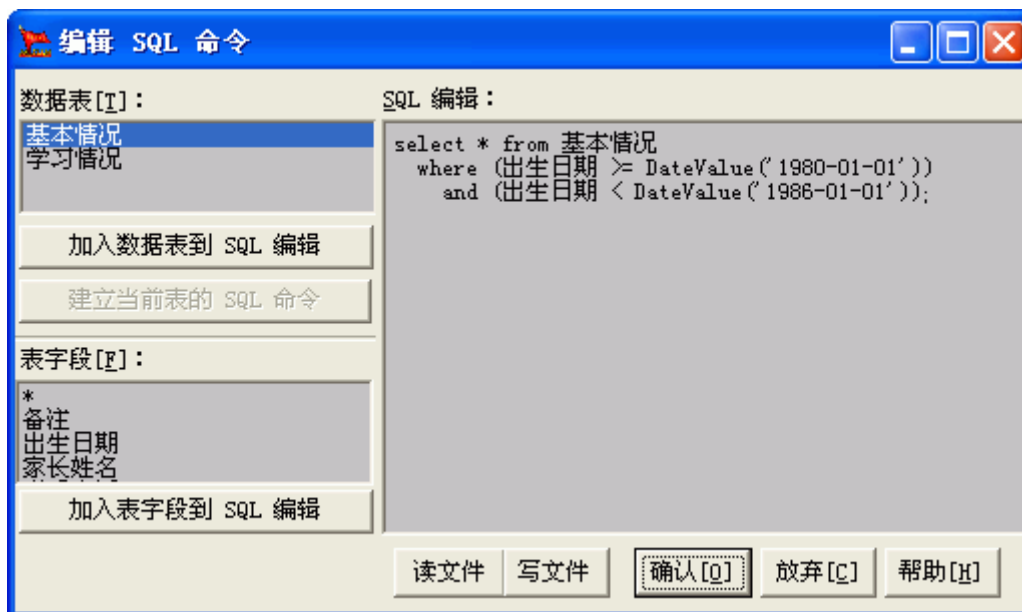 编辑 SQL 命令
数据表[T]：
基本情况
学习情况
加入数据表到 SQL 编辑
建立当前表的 SQL 命令
表字段[F]：
*
备注
出生日期
家长姓名
加入表字段到 SQL 编辑
SQL 编辑：
select * from 基本情况
where (出生日期 >= DateValue('1980-01-01'))
and (出生日期 < DateValue('1986-01-01'));
读文件
写文件
确认[O]
放弃[C]
帮助[H]